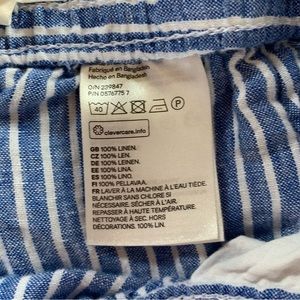 Fabriqué en Bangladesh
Hecho en Bangladesh
O/N 239847
P/N 0576775 7
40
P
clevercare.info
GB 100% LINEN.
CZ 100% LEN.
DE 100% LEINEN.
EE 100% LINA.
ES 100% LINO.
FI 100% PELLAVAA.
FR LAVER À LA MACHINE À L'EAU TIÈDE.
BLANCHIR SANS CHLORE SI
NÉCESSAIRE. SÉCHER À L'AIR.
REPASSER À HAUTE TEMPÉRATURE.
NETTOYAGE À SEC. HORS
DÉCORATIONS. 100% LIN.